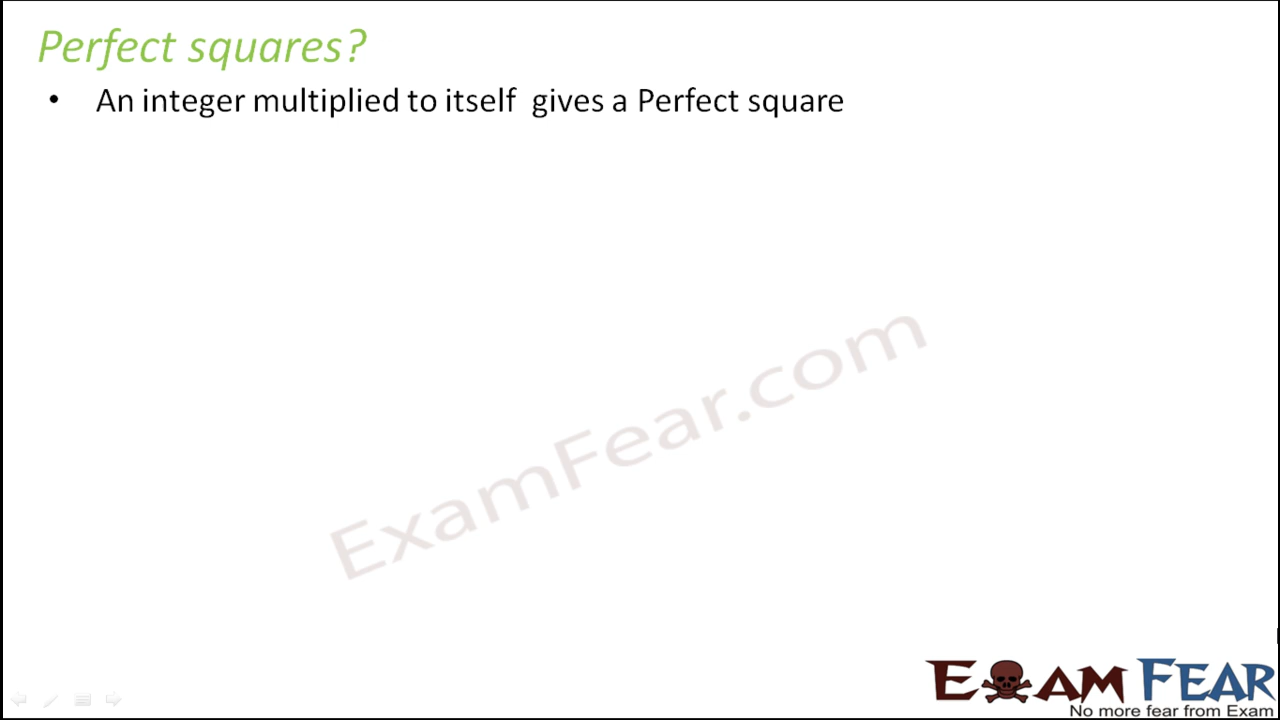 Perfect squares?
• An integer multiplied to itself gives a Perfect square
ExamFear.com
EXAM FEAR
No more fear from Exam